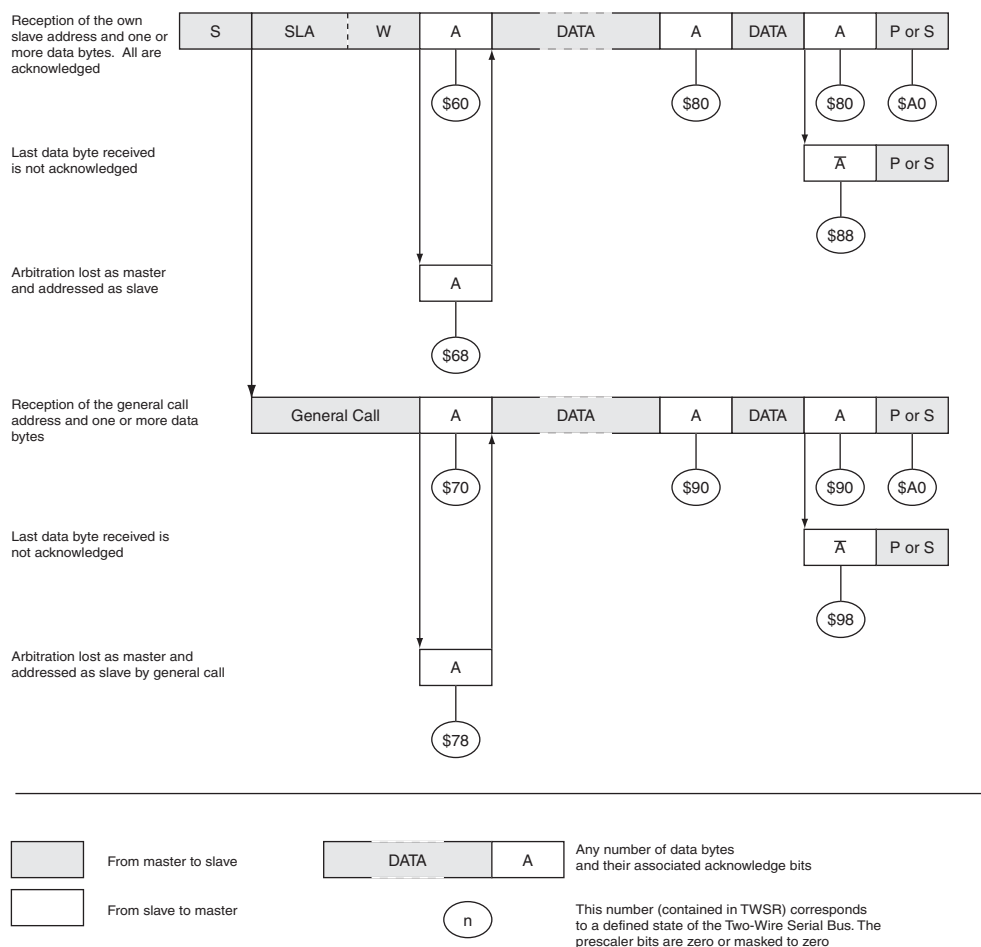 Reception of the own
slave address and one or
more data bytes. All are
acknowledged
S SLA W A DATA A DATA A P or S
$60 $80 $80 $A0
Last data byte received
is not acknowledged
A̅ P or S
$88
Arbitration lost as master
and addressed as slave
A
$68
Reception of the general call
address and one or more data
bytes
General Call A DATA A DATA A P or S
$70 $90 $90 $A0
Last data byte received is
not acknowledged
A̅ P or S
$98
Arbitration lost as master and
addressed as slave by general call
A
$78
From master to slave
DATA A
Any number of data bytes
and their associated acknowledge bits
From slave to master
n
This number (contained in TWSR) corresponds
to a defined state of the Two-Wire Serial Bus. The
prescaler bits are zero or masked to zero